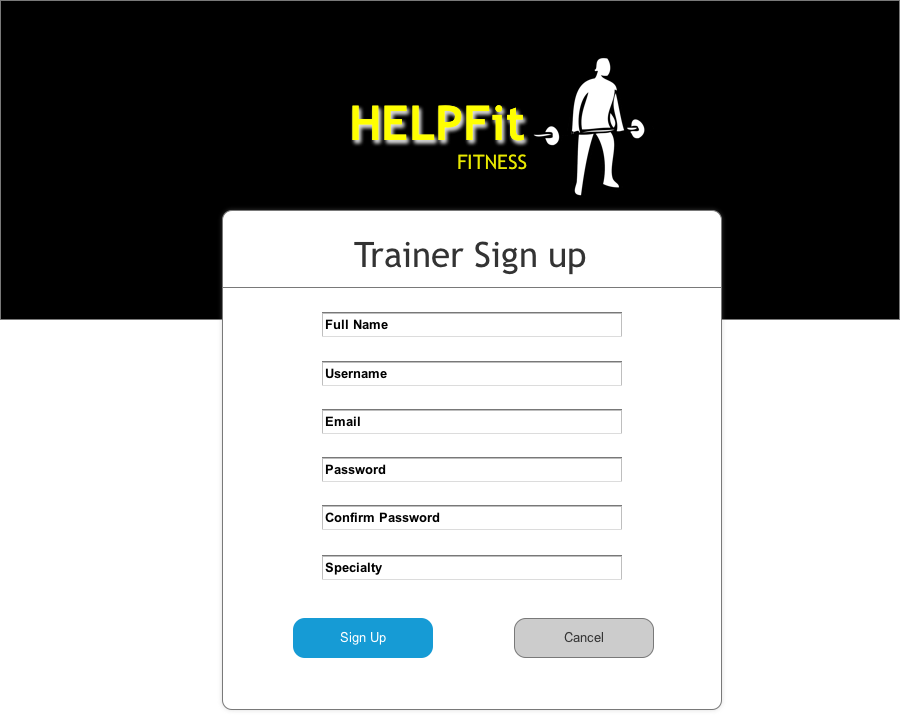 HELPFit
FITNESS
Trainer Sign up
Full Name
Username
Email
Password
Confirm Password
Specialty
Sign Up
Cancel